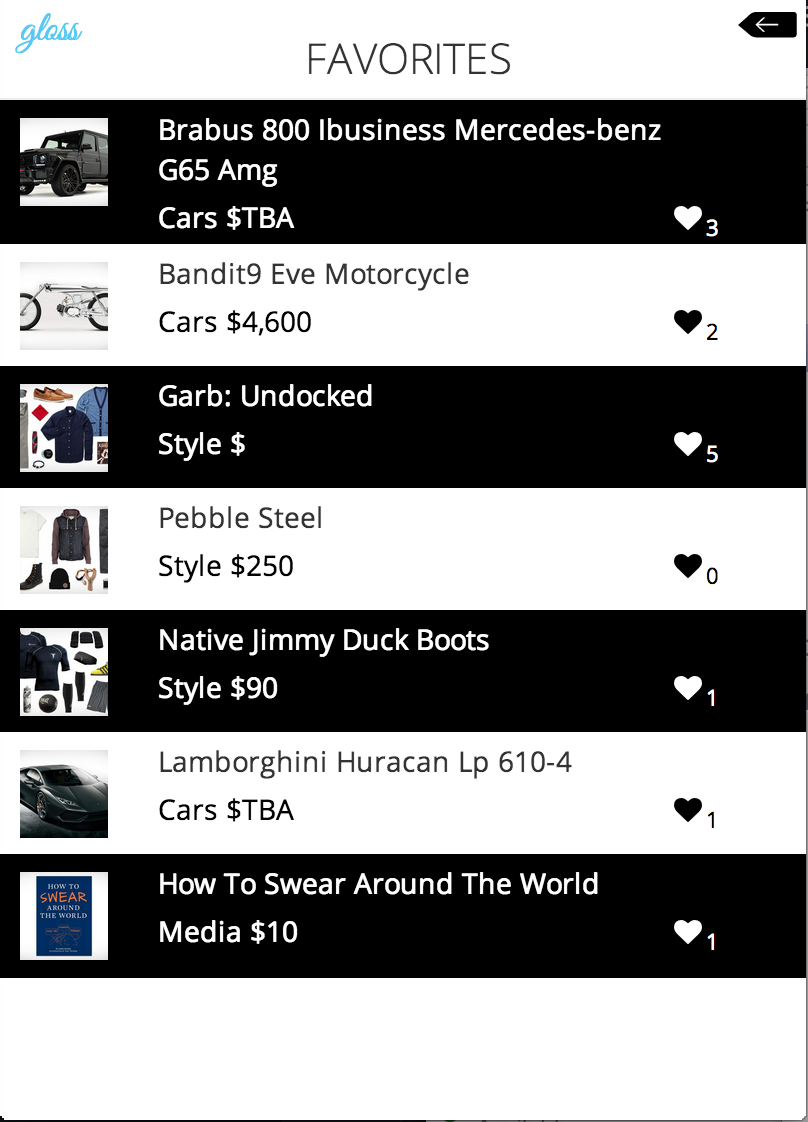 gloss
FAVORITES
Brabus 800 Ibusiness Mercedes-benz
G65 Amg
Cars $TBA
3
Bandit9 Eve Motorcycle
Cars $4,600
2
Garb: Undocked
Style $
5
Pebble Steel
Style $250
0
Native Jimmy Duck Boots
Style $90
1
Lamborghini Huracan Lp 610-4
Cars $TBA
1
HOW TO
SWEAR
AROUND
THE WORLD
How To Swear Around The World
Media $10
1